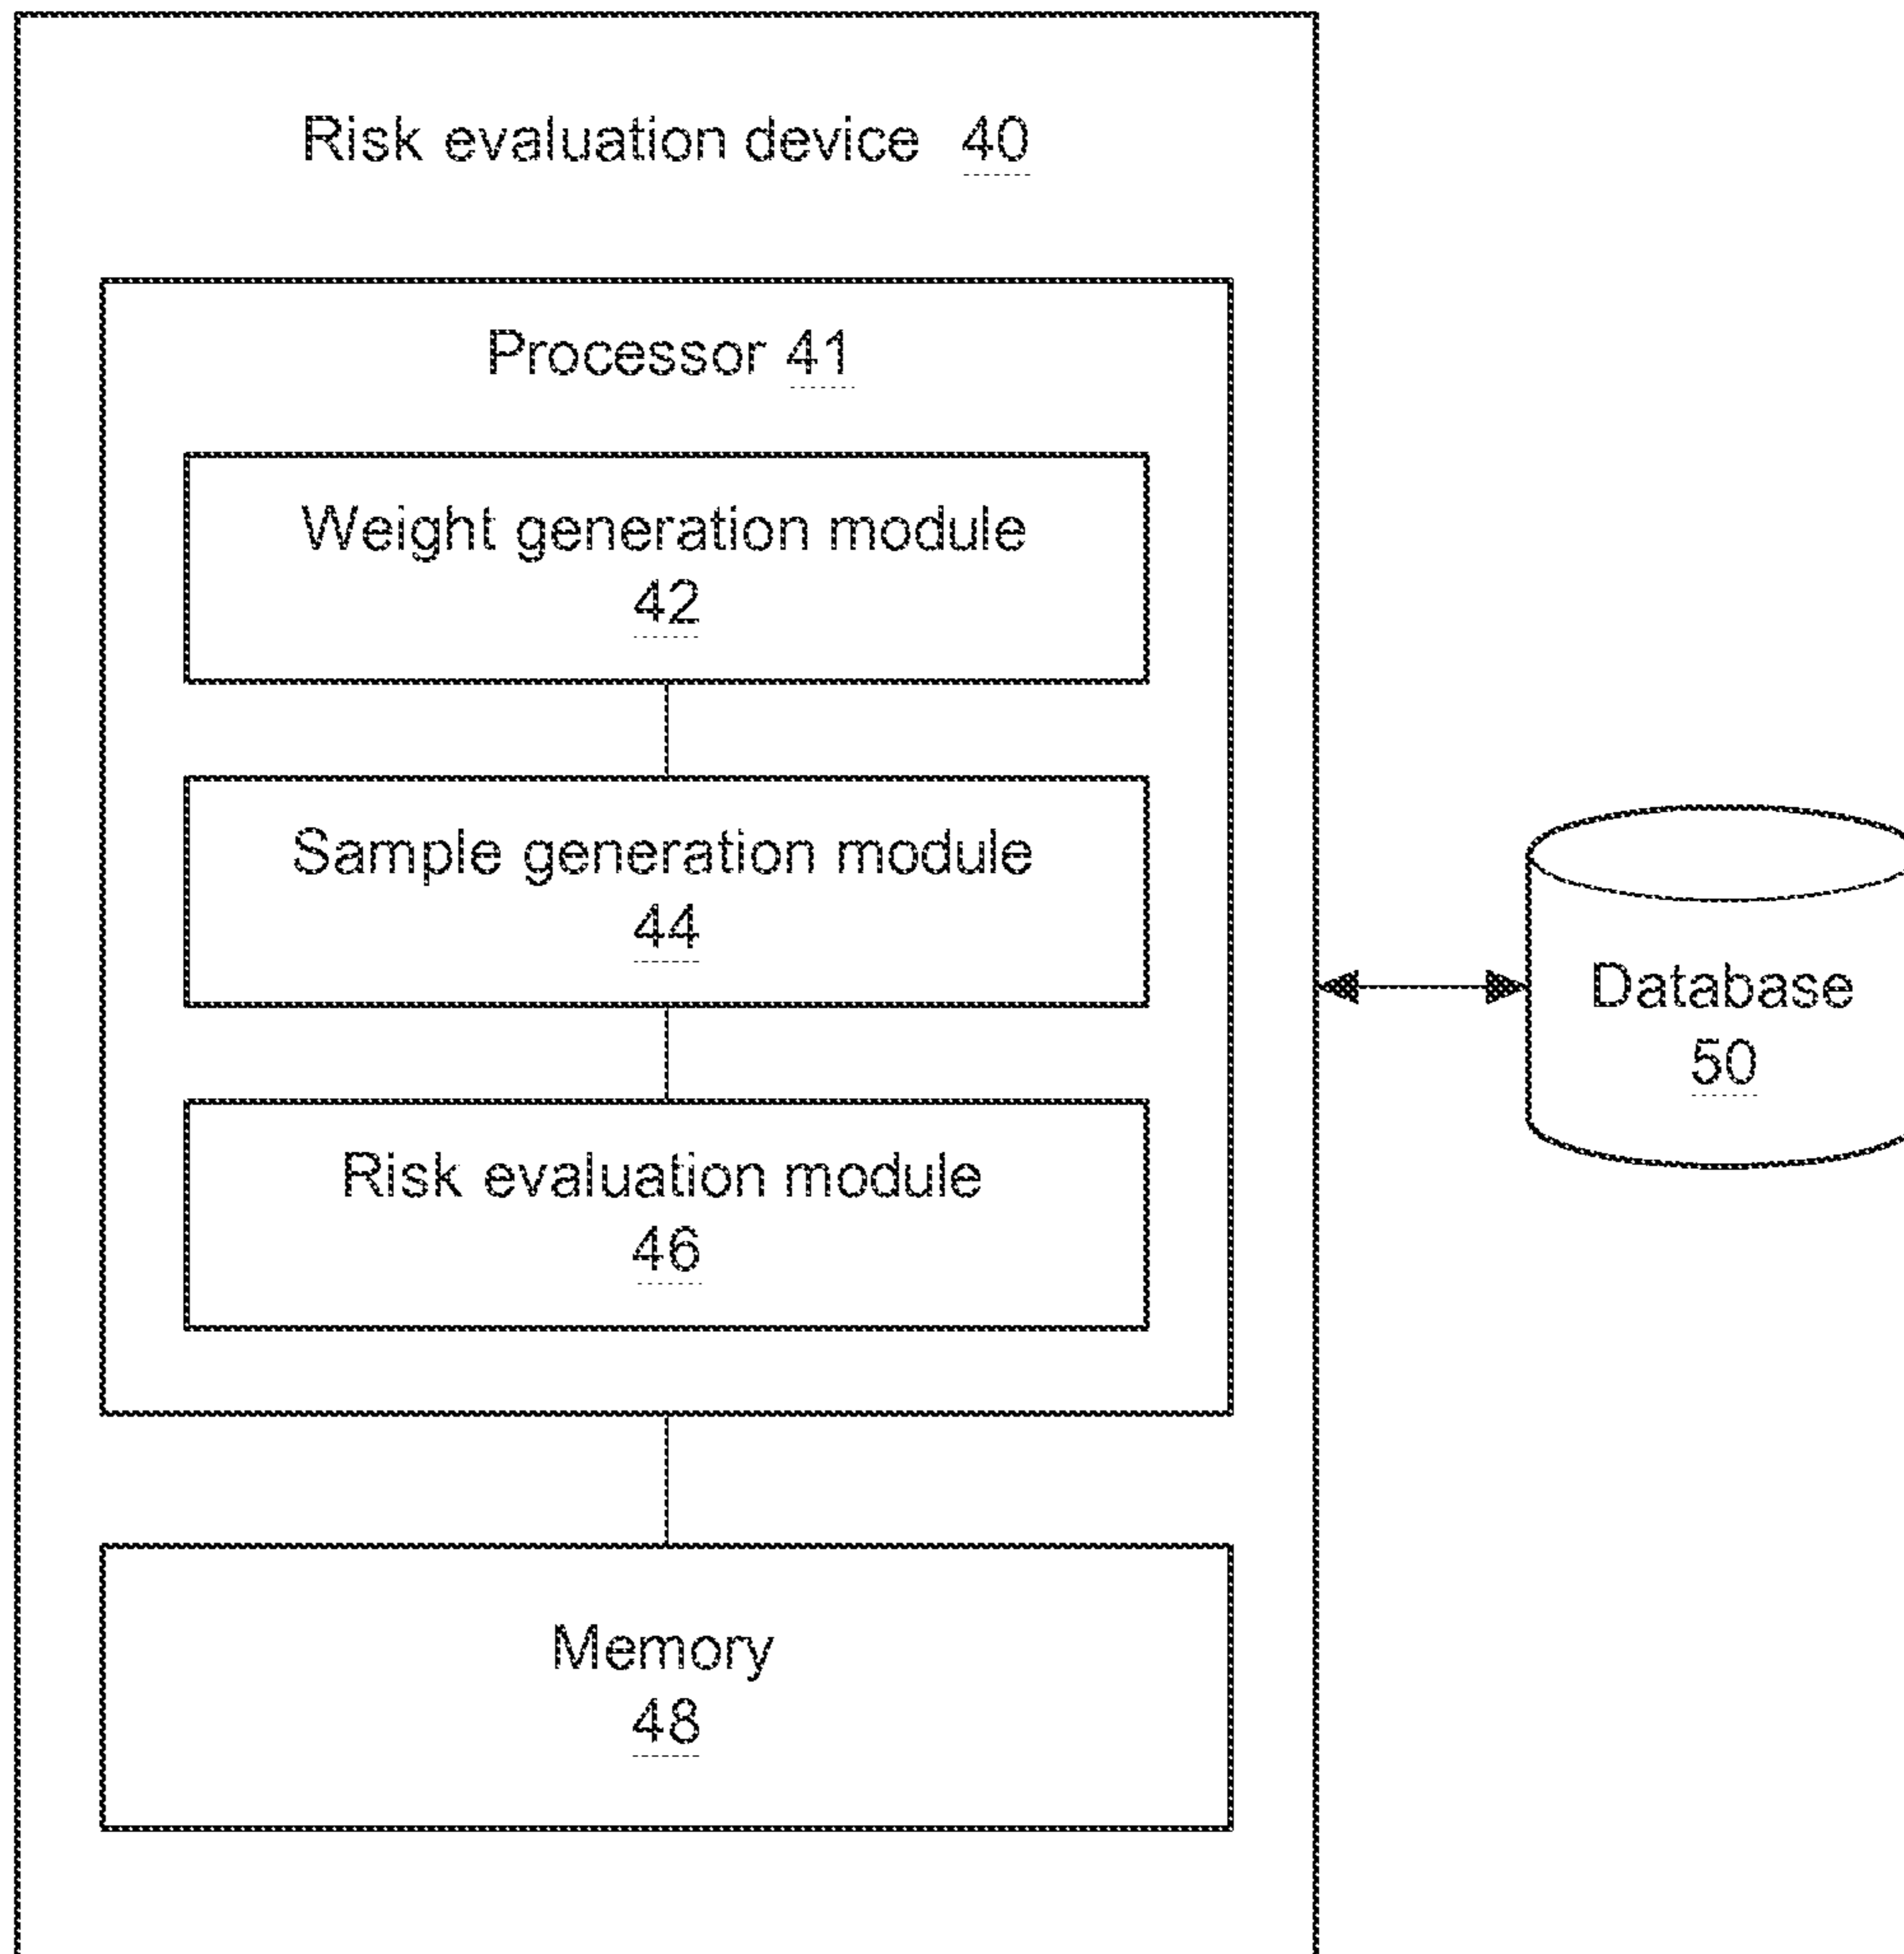 Risk evaluation device 40
Processor 41
Weight generation module
42
Sample generation module
44
Risk evaluation module
46
Memory
48
Database
50